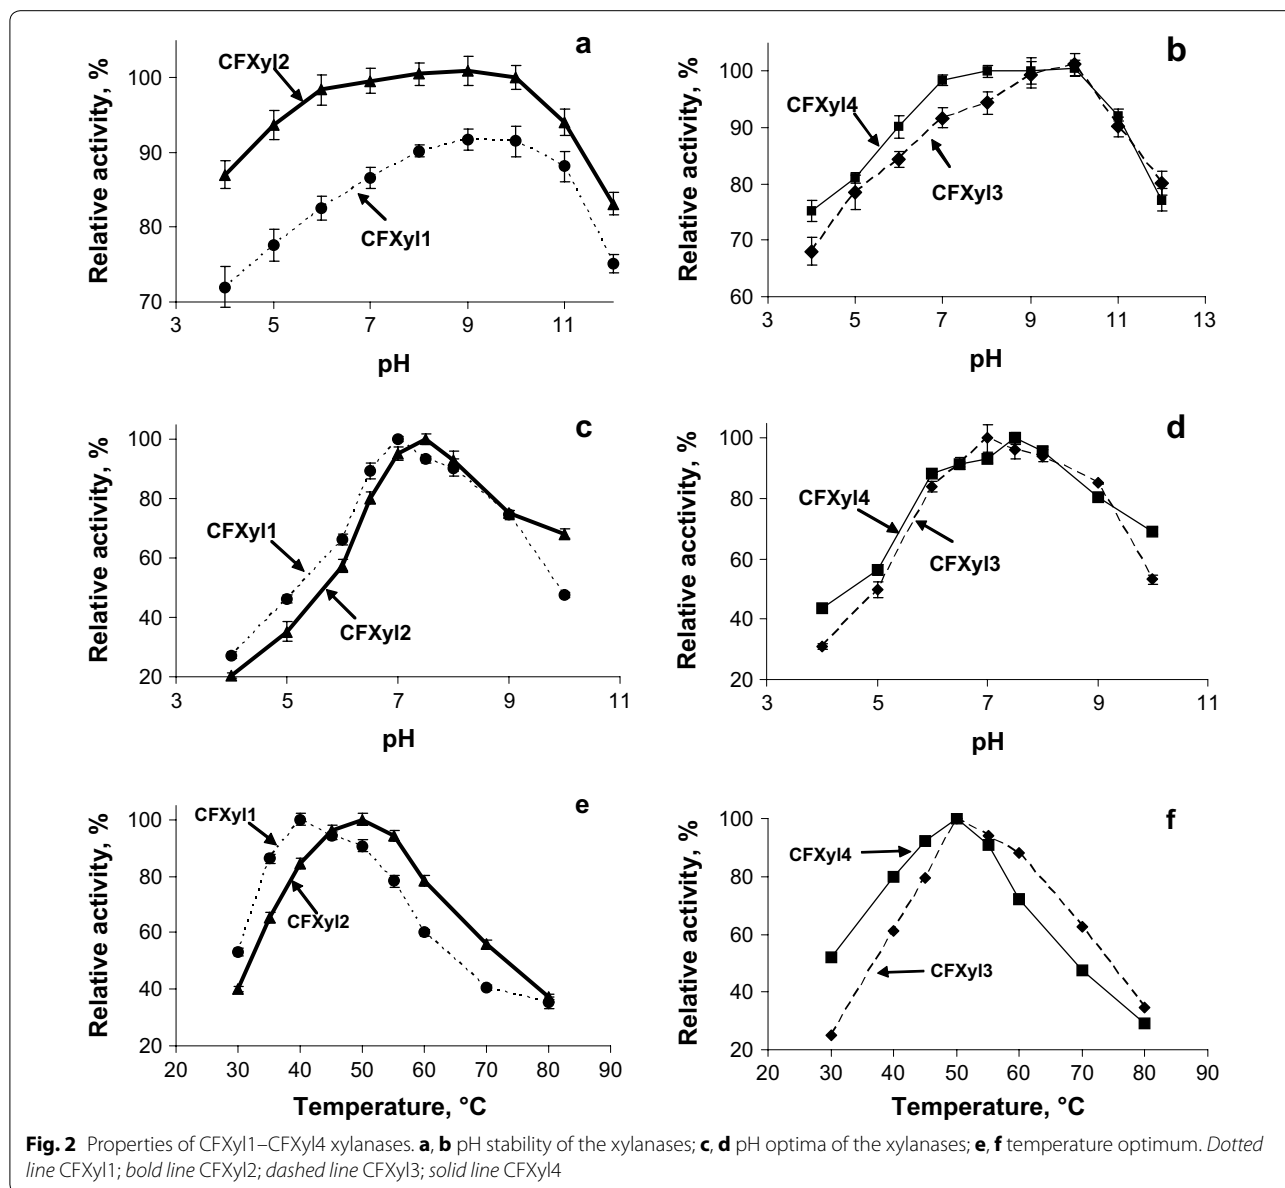 a
Relative activity, %
100
90
80
70
3 5 7 9 11
pH
CFXyl2
CFXyl1
b
Relative activity, %
100
90
80
70
60
3 5 7 9 11 13
pH
CFXyl4
CFXyl3
c
Relative activity, %
100
80
60
40
20
3 5 7 9 11
pH
CFXyl1
CFXyl2
d
Relative acctivity, %
100
80
60
40
20
3 5 7 9 11
pH
CFXyl4
CFXyl3
e
Relative activity, %
100
80
60
40
20
20 30 40 50 60 70 80 90
Temperature, °C
CFXyl1
CFXyl2
f
Relative activity, %
100
80
60
40
20
20 30 40 50 60 70 80 90
Temperature, °C
CFXyl4
CFXyl3
Fig. 2 Properties of CFXyl1–CFXyl4 xylanases. a, b pH stability of the xylanases; c, d pH optima of the xylanases; e, f temperature optimum. Dotted
line CFXyl1; bold line CFXyl2; dashed line CFXyl3; solid line CFXyl4